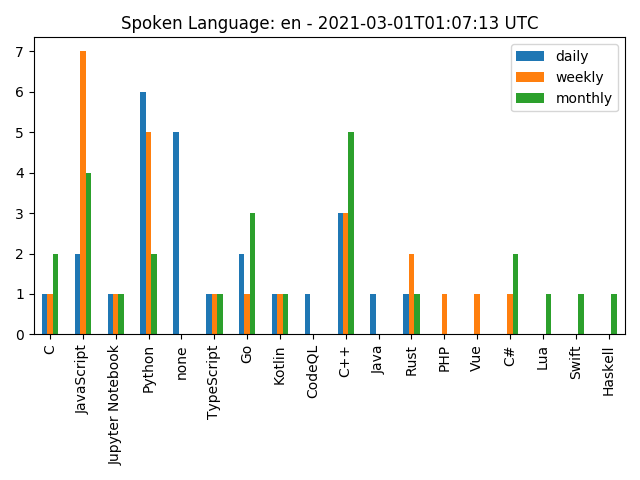 Spoken Language: en - 2021-03-01T01:07:13 UTC
daily
weekly
monthly
7
6
5
4
3
2
1
0
C
JavaScript
Jupyter Notebook
Python
none
TypeScript
Go
Kotlin
CodeQL
C++
Java
Rust
PHP
Vue
C#
Lua
Swift
Haskell